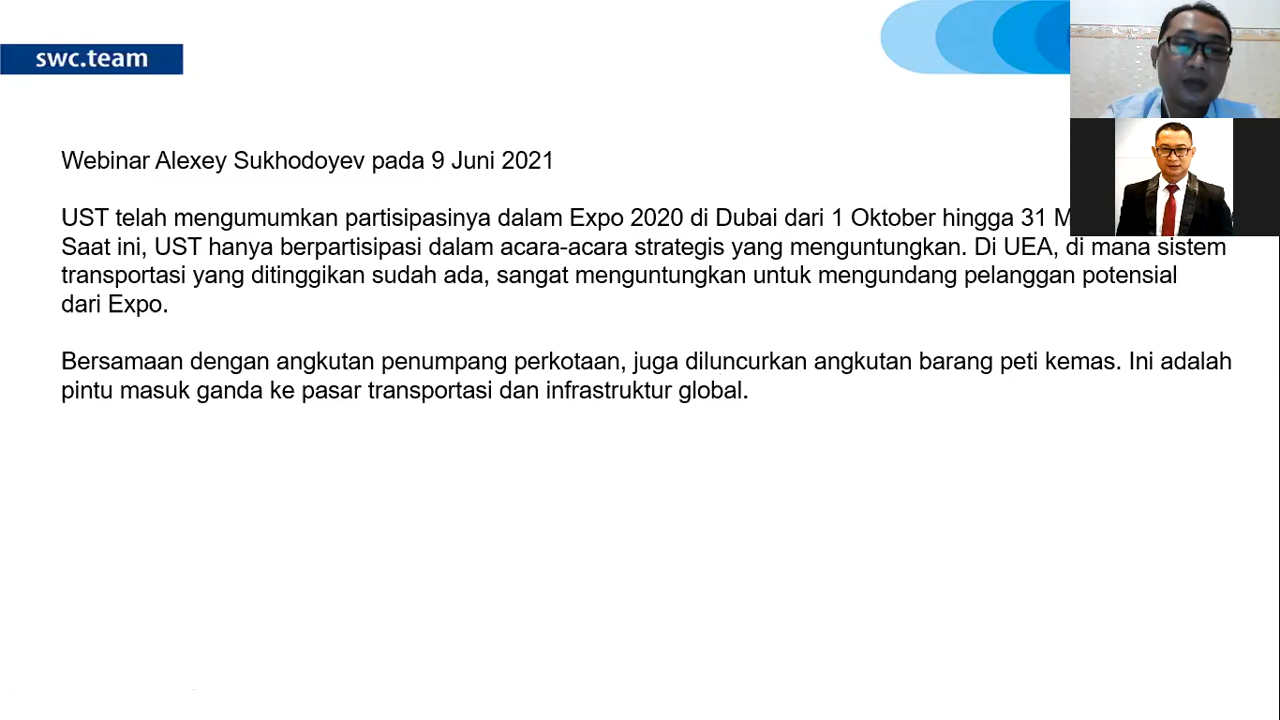 swc.team
Webinar Alexey Sukhodoyev pada 9 Juni 2021
UST telah mengumumkan partisipasinya dalam Expo 2020 di Dubai dari 1 Oktober hingga 31
Saat ini, UST hanya berpartisipasi dalam acara-acara strategis yang menguntungkan. Di UEA, di mana sistem
transportasi yang ditinggikan sudah ada, sangat menguntungkan untuk mengundang pelanggan potensial
dari Expo.
Bersamaan dengan angkutan penumpang perkotaan, juga diluncurkan angkutan barang peti kemas. Ini adalah
pintu masuk ganda ke pasar transportasi dan infrastruktur global.